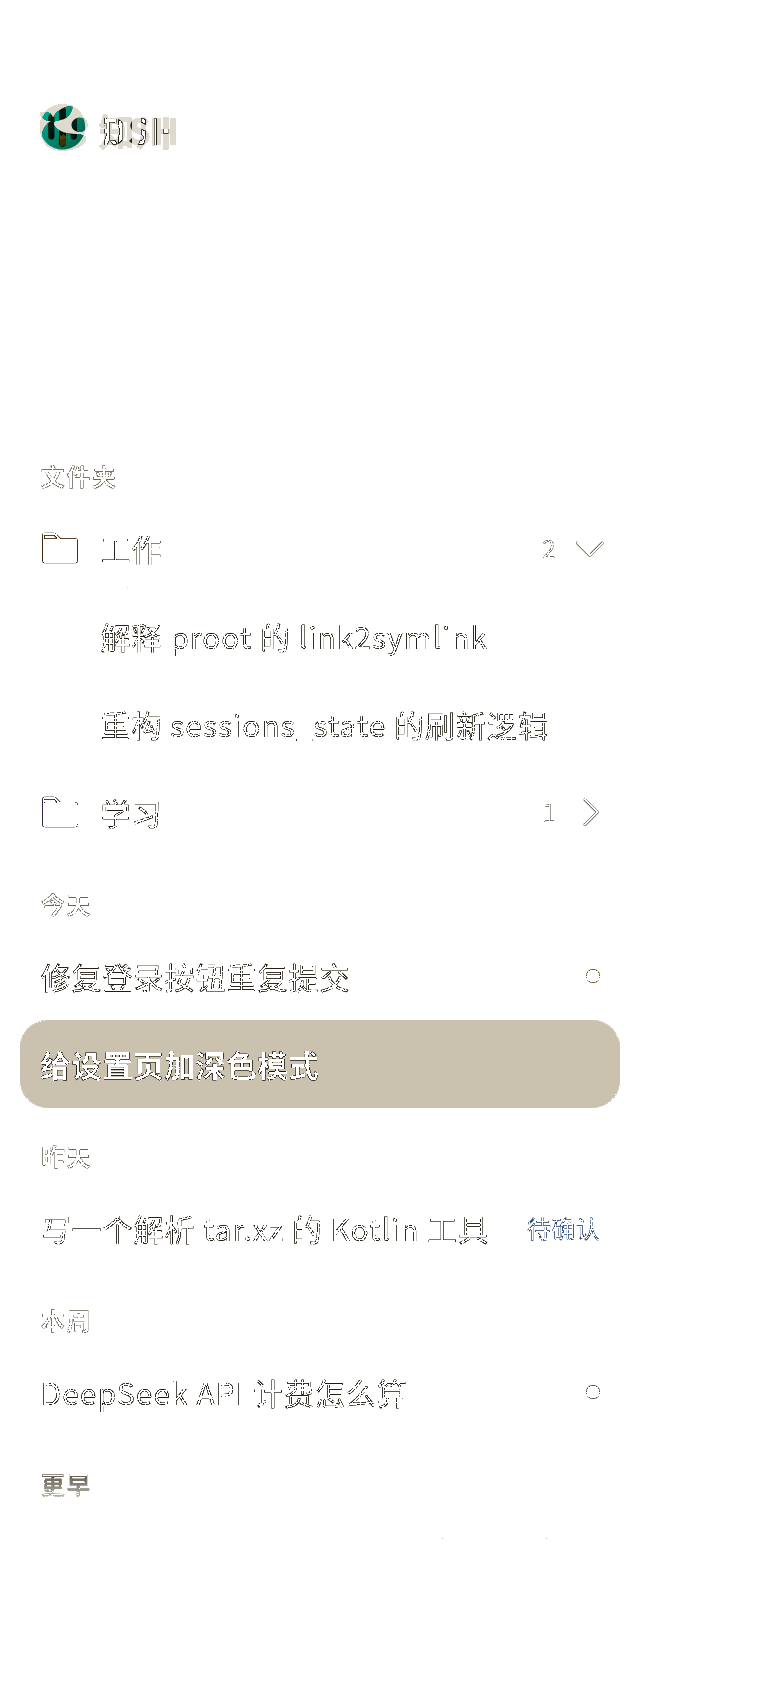 文件夹
工作 2
解释 proot 的 link2symlink
重构 sessions_state 的刷新逻辑
学习 1
今天
修复登录按钮重复提交
给设置页加深色模式
昨天
写一个解析 tar.xz 的 Kotlin 工具 待确认
本周
DeepSeek API 计费怎么算
更早